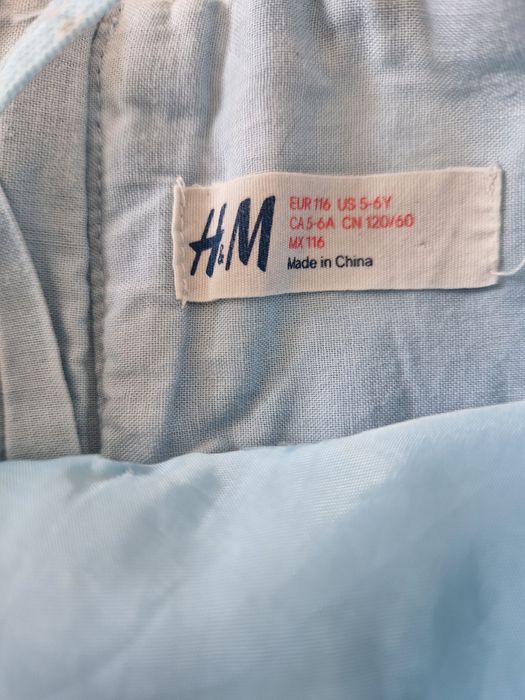 H&M
EUR 116 US 5-6Y
CA 5-6A CN 120/60
MX 116
Made in China